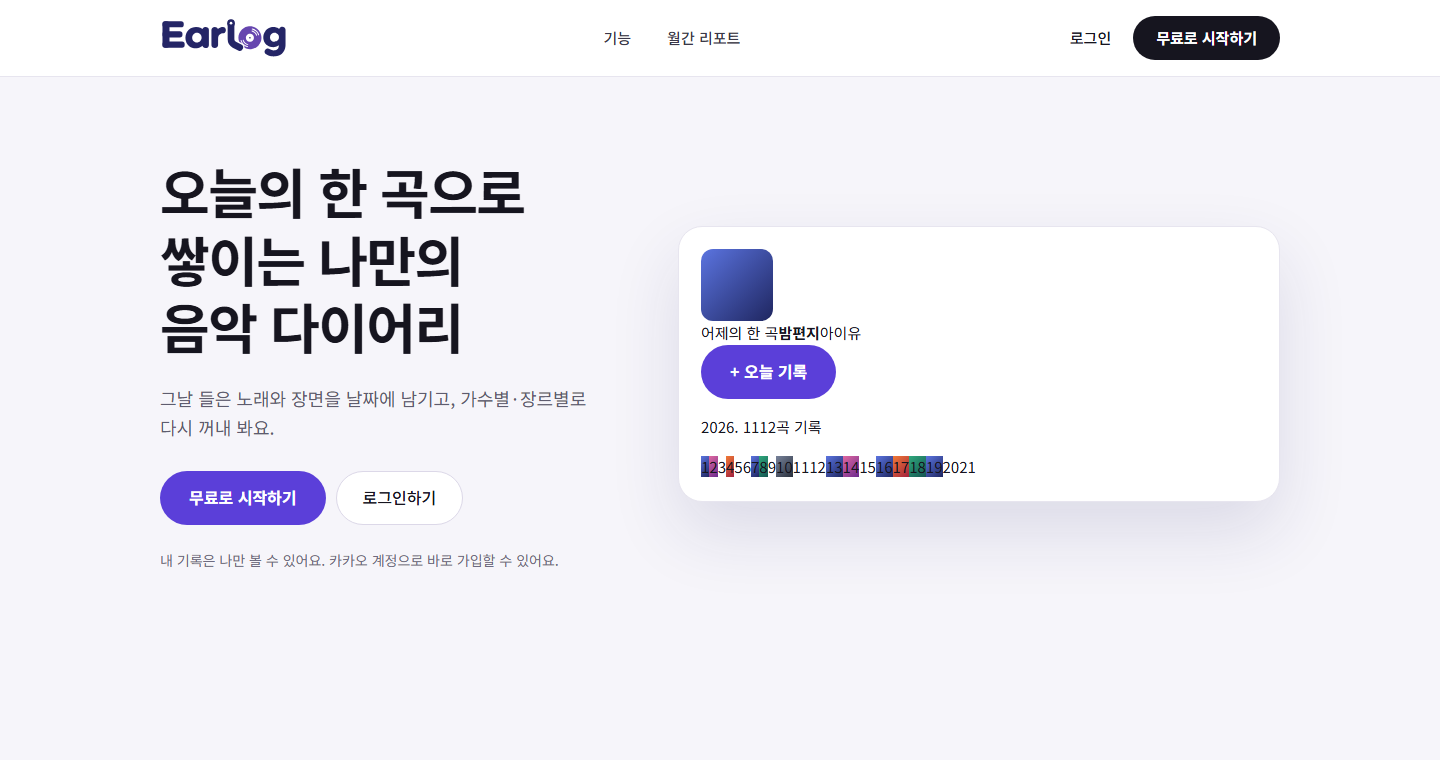 Earlog
기능
월간 리포트
로그인
무료로 시작하기
오늘의 한 곡으로
쌓이는 나만의
음악 다이어리
그날 들은 노래와 장면을 날짜에 남기고, 가수별·장르별로
다시 꺼내 봐요.
무료로 시작하기
로그인하기
내 기록은 나만 볼 수 있어요. 카카오 계정으로 바로 가입할 수 있어요.
어제의 한 곡밤편지아이유
+ 오늘 기록
2026. 1112곡 기록
123456789101112131415161718192021